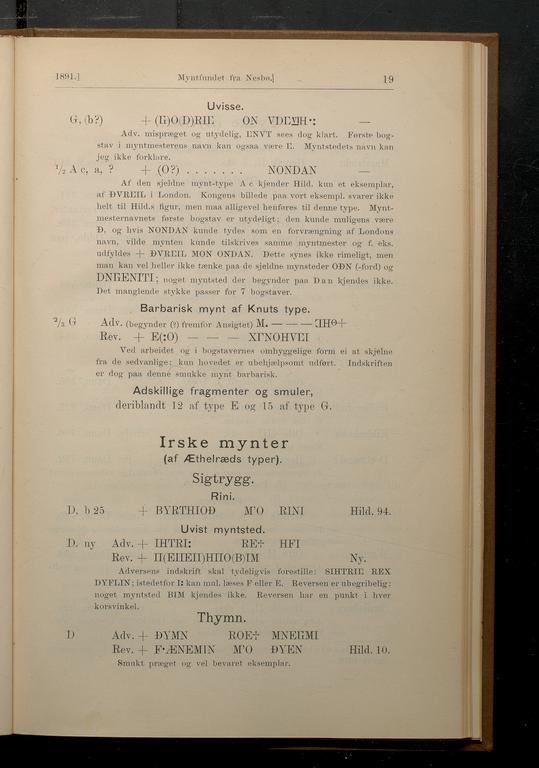 1891.] Myntfundet fra Nesbø. 19
Uvisse.
G, (b?) + (E)O(D)RIE ON VDE
Adv. mispræget og utydelig, ENVT sees dog klart. Første bog-
stav i myntmesterens navn kan ogsaa være E. Myntstedets navn kan
jeg ikke forklare.
1/2 A c, a, ? + (O?) . . . . . . . NONDAN —
Af den sjeldne mynt-type A c kjender Hild. kun et eksemplar,
af ÐVREIL i London. Kongens billede paa vort eksempl. svarer ikke
helt til Hild.s figur, men maa alligevel henføres til denne type. Mynt-
mesternavnets første bogstav er utydeligt; den kunde muligens være
Ð, og hvis NONDAN kunde tydes som en forvrængning af Londons
navn, vilde mynten kunde tilskrives samme myntmester og f. eks.
udfyldes + ÐVREIL MON ONDAN. Dette synes ikke rimeligt, men
man kan vel heller ikke tænke paa de sjeldne mynsteder OÐN (-ford) og
DNEENITI; noget myntsted der begynder paa Dan kjendes ikke.
Det manglende stykke passer for 7 bogstaver.
Barbarisk mynt af Knuts type.
2/3 G Adv. (begynder (?) fremfor Ansigtet) M. — — — ƎHO+
Rev. + E(:O) — — — XΓNOHVEI
Ved arbeidet og i bogstavernes omhyggelige form ei at skjelne
fra de sedvanlige; kun hovedet er ubehjælpsomt udført. Indskriften
er dog paa denne smukke mynt barbarisk.
Adskillige fragmenter og smuler,
deriblandt 12 af type E og 15 af type G.
Irske mynter
(af Æthelræds typer).
Sigtrygg.
Rini.
D. b 25 + BYRTHIOÐ M'O RINI Hild. 94.
Uvist myntsted.
D. ny Adv. + IHTRI: RE† HFI
Rev. + II(EIIEII)HIIO(B)IM Ny.
Adversens indskrift skal tydeligvis forestille: SIHTRIE REX
DYFLIN; istedetfor I: kan mul. læses F eller E. Reversen er ubegribelig;
noget myntsted BIM kjendes ikke. Reversen har en punkt i hver
korsvinkel.
Thymn.
D Adv. + ÐYMN ROE† MNEGMI
Rev. + F·ÆNEMIN M'O ÐYEN Hild. 10.
Smukt præget og vel bevaret eksemplar.